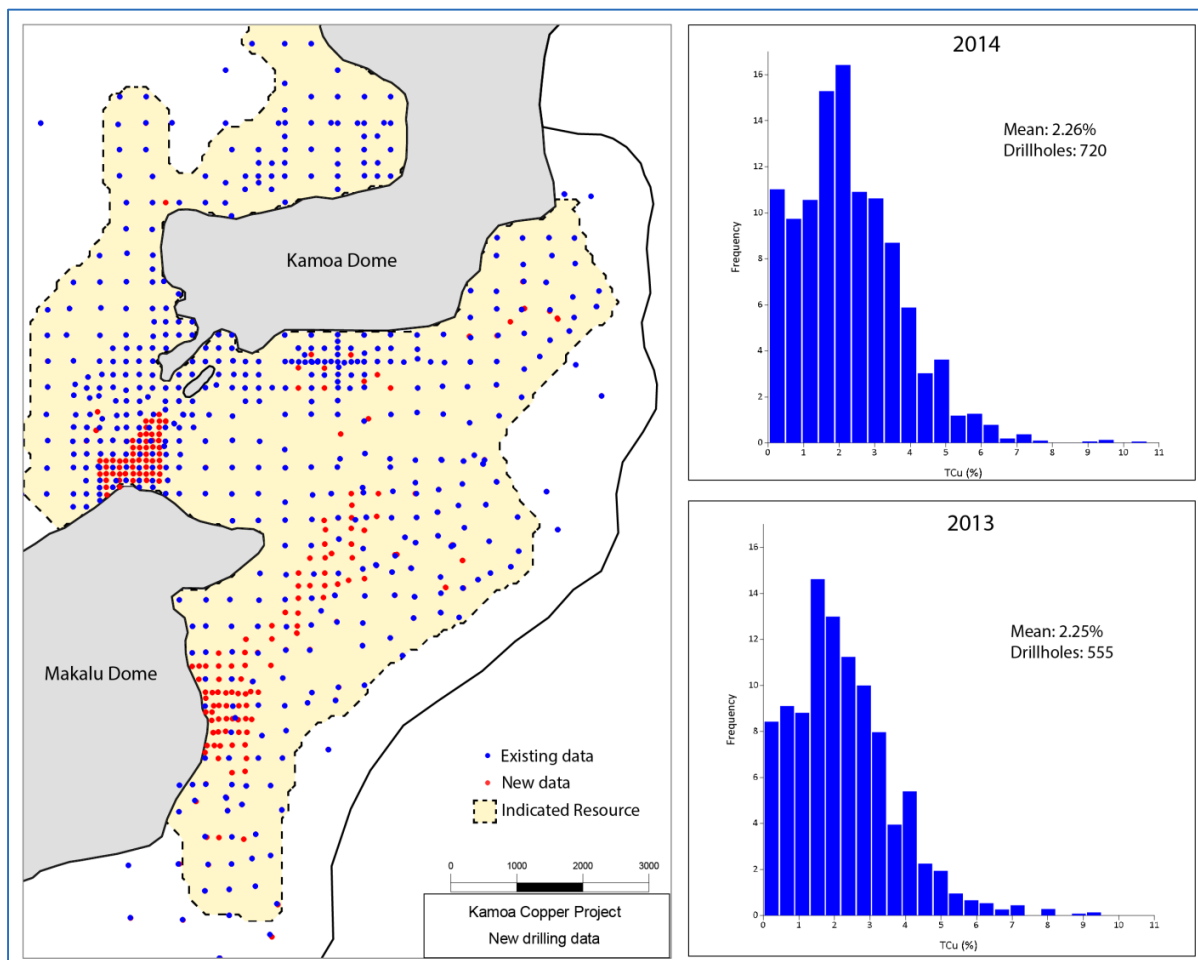 Kamoa Dome
Makalu Dome
Existing data
New data
Indicated Resource
0 1000 2000 3000
Kamoa Copper Project
New drilling data
2014
Mean: 2.26%
Drillholes: 720
Frequency
16
14
12
10
8
6
4
2
0
0 1 2 3 4 5 6 7 8 9 10 11
TCu (%)
2013
Mean: 2.25%
Drillholes: 555
Frequency
16
14
12
10
8
6
4
2
0
0 1 2 3 4 5 6 7 8 9 10 11
TCu (%)